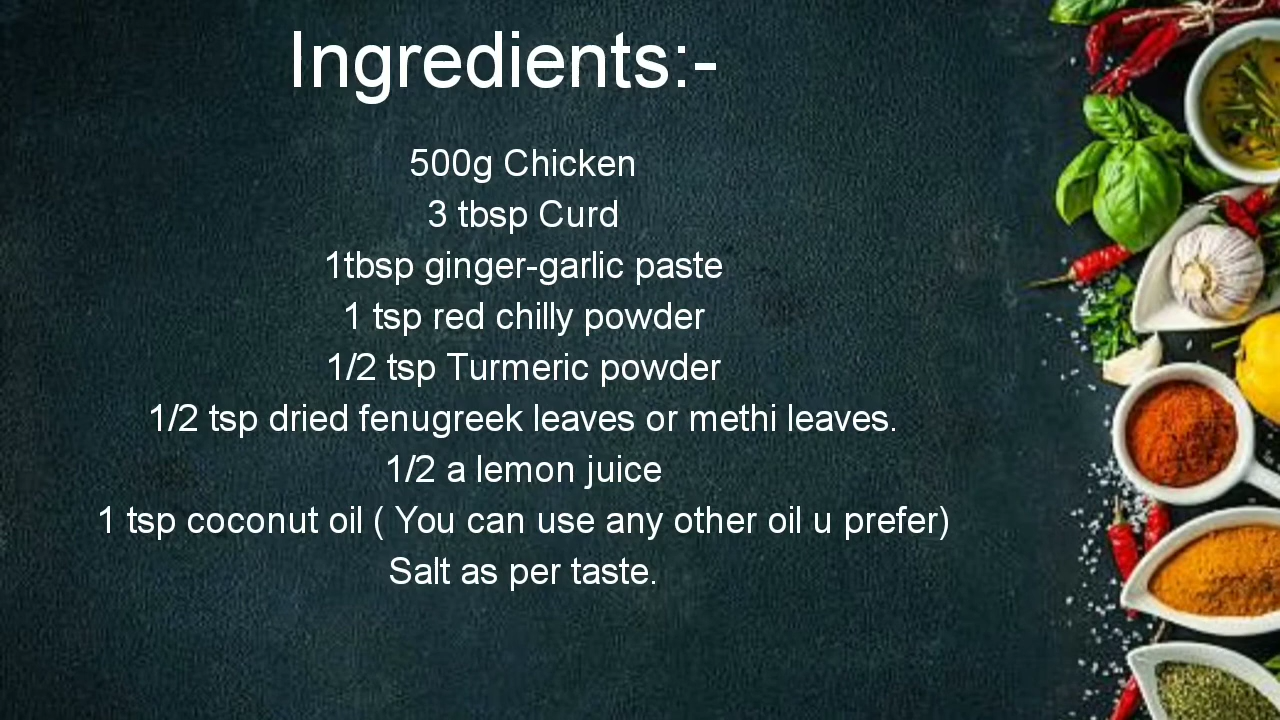 Ingredients:-
500g Chicken
3 tbsp Curd
1tbsp ginger-garlic paste
1 tsp red chilly powder
1/2 tsp Turmeric powder
1/2 tsp dried fenugreek leaves or methi leaves.
1/2 a lemon juice
1 tsp coconut oil ( You can use any other oil u prefer)
Salt as per taste.